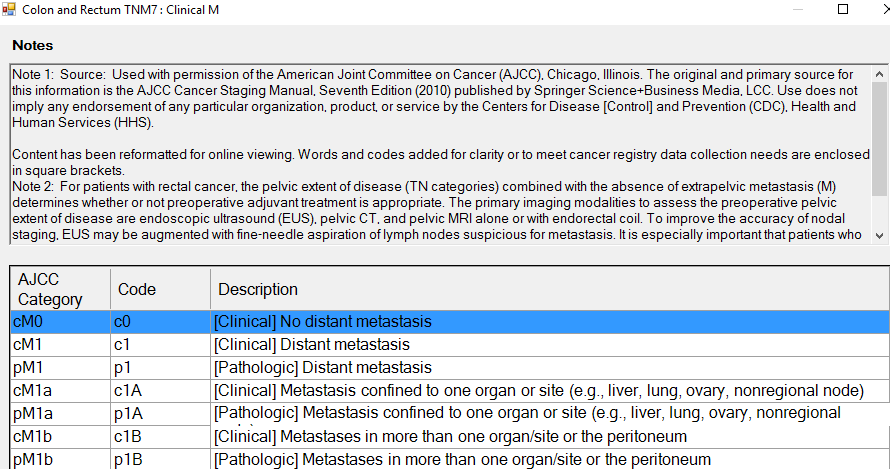 Colon and Rectum TNM7 : Clinical M
Notes
Note 1: Source: Used with permission of the American Joint Committee on Cancer (AJCC), Chicago, Illinois. The original and primary source for
this information is the AJCC Cancer Staging Manual, Seventh Edition (2010) published by Springer Science+Business Media, LCC. Use does not
imply any endorsement of any particular organization, product, or service by the Centers for Disease [Control] and Prevention (CDC), Health and
Human Services (HHS).
Content has been reformatted for online viewing. Words and codes added for clarity or to meet cancer registry data collection needs are enclosed
in square brackets.
Note 2: For patients with rectal cancer, the pelvic extent of disease (TN categories) combined with the absence of extrapelvic metastasis (M)
determines whether or not preoperative adjuvant treatment is appropriate. The primary imaging modalities to assess the preoperative pelvic
extent of disease are endoscopic ultrasound (EUS), pelvic CT, and pelvic MRI alone or with endorectal coil. To improve the accuracy of nodal
staging, EUS may be augmented with fine-needle aspiration of lymph nodes suspicious for metastasis. It is especially important that patients who
AJCC Category Code Description
cM0 c0 [Clinical] No distant metastasis
cM1 c1 [Clinical] Distant metastasis
pM1 p1 [Pathologic] Distant metastasis
cM1a c1A [Clinical] Metastasis confined to one organ or site (e.g., liver, lung, ovary, nonregional node)
pM1a p1A [Pathologic] Metastasis confined to one organ or site (e.g., liver, lung, ovary, nonregional
cM1b c1B [Clinical] Metastases in more than one organ/site or the peritoneum
pM1b p1B [Pathologic] Metastases in more than one organ/site or the peritoneum